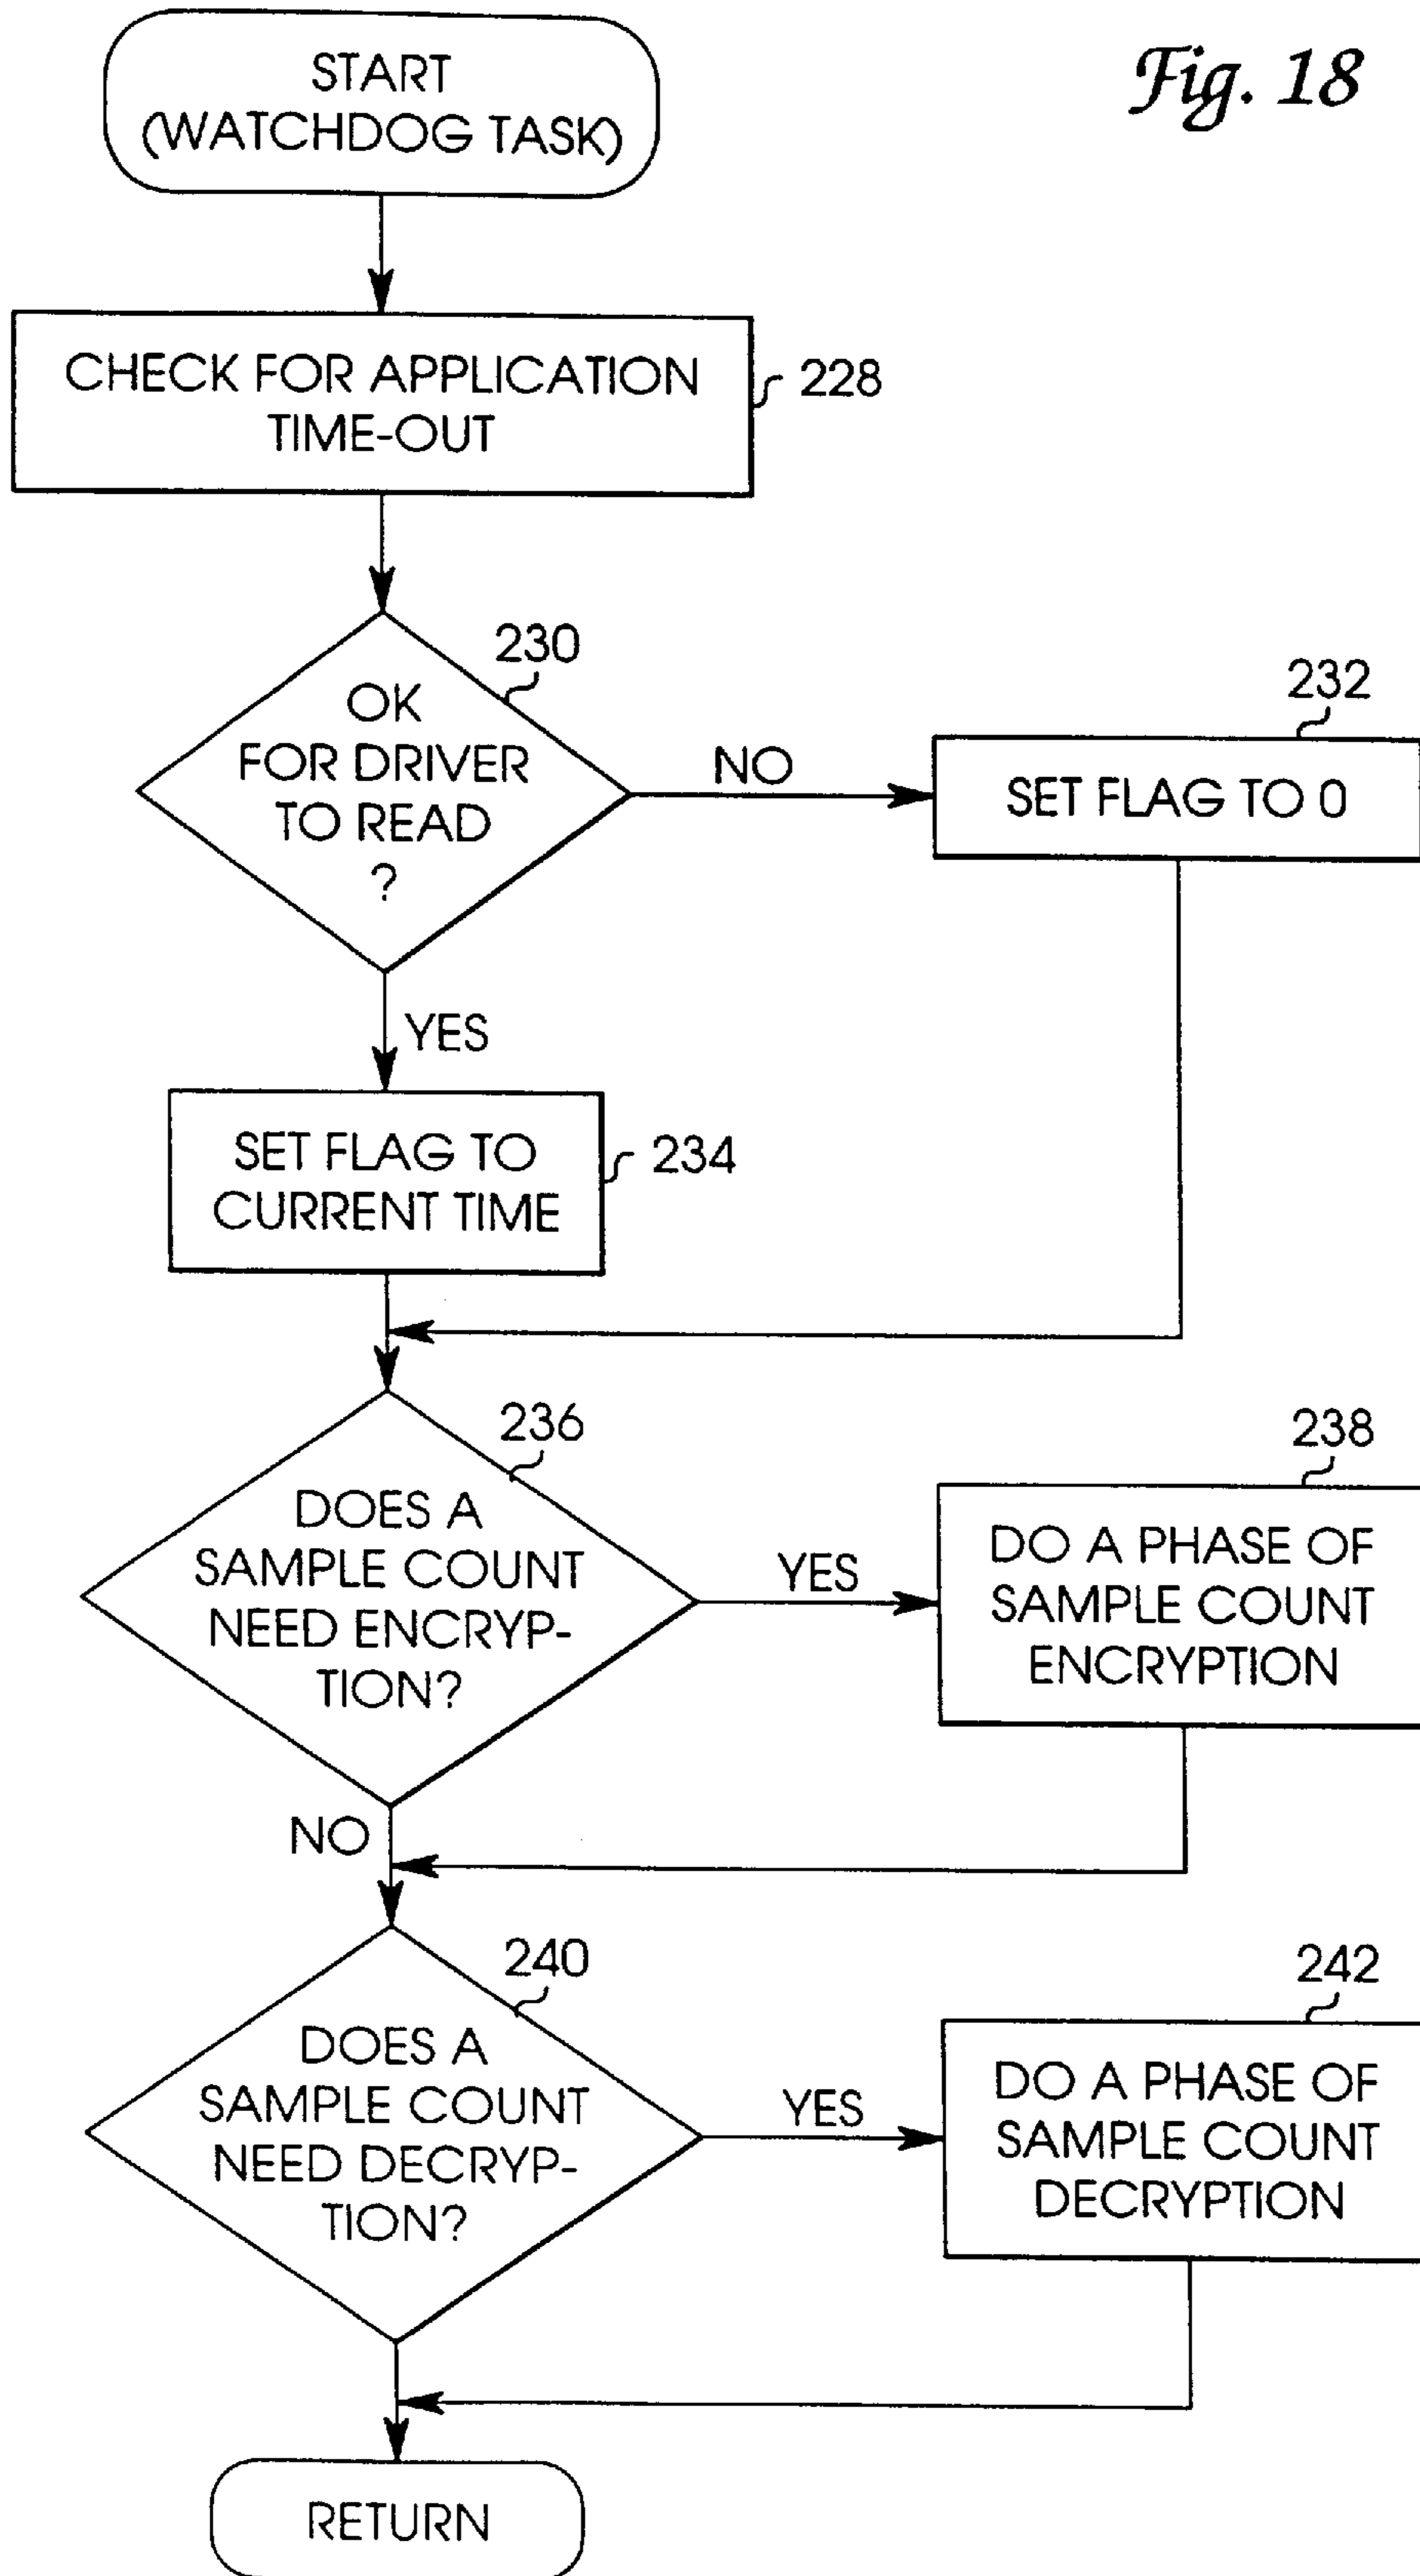 Fig. 18
START
(WATCHDOG TASK)
CHECK FOR APPLICATION
TIME-OUT
228
230
OK
FOR DRIVER
TO READ
?
NO
232
SET FLAG TO 0
YES
SET FLAG TO
CURRENT TIME
234
236
DOES A
SAMPLE COUNT
NEED ENCRYP-
TION?
YES
238
DO A PHASE OF
SAMPLE COUNT
ENCRYPTION
NO
240
DOES A
SAMPLE COUNT
NEED DECRYP-
TION?
YES
242
DO A PHASE OF
SAMPLE COUNT
DECRYPTION
RETURN